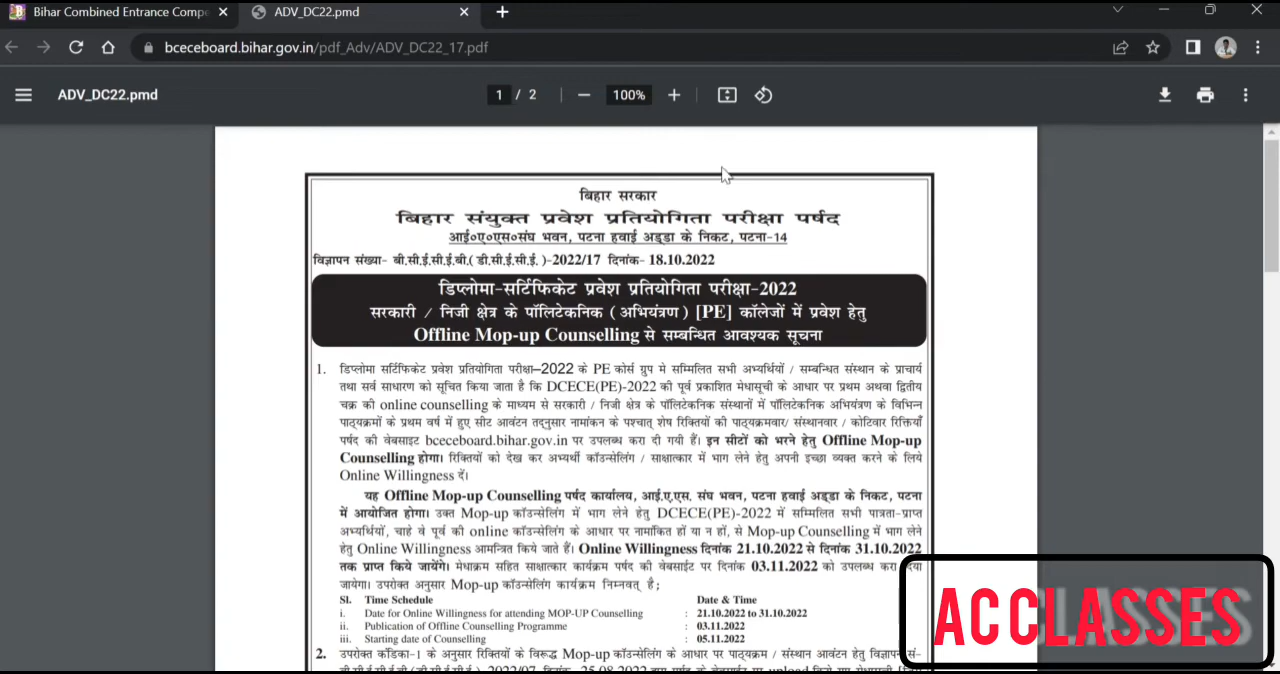 Bihar Combined Entrance Compe
ADV_DC22.pmd
bceceboard.bihar.gov.in/pdf_Adv/ADV_DC22_17.pdf
ADV_DC22.pmd
1 / 2
100%
बिहार सरकार
बिहार संयुक्त प्रवेश प्रतियोगिता परीक्षा पर्षद
आई०ए०एस०संघ भवन, पटना हवाई अड्डा के निकट, पटना-14
विज्ञापन संख्या- बी.सी.ई.सी.ई.बी.( डी.सी.ई.सी.ई. )-2022/17 दिनांक- 18.10.2022
डिप्लोमा-सर्टिफिकेट प्रवेश प्रतियोगिता परीक्षा-2022
सरकारी / निजी क्षेत्र के पॉलिटेकनिक ( अभियंत्रण ) [PE] कॉलेजों में प्रवेश हेतु
Offline Mop-up Counselling से सम्बन्धित आवश्यक सूचना
1. डिप्लोमा सर्टिफिकेट प्रवेश प्रतियोगिता परीक्षा–2022 के PE कोर्स ग्रुप मे सम्मिलित सभी अभ्यर्थियों / सम्बन्धित संस्थान के प्राचार्य
तथा सर्व साधारण को सूचित किया जाता है कि DCECE(PE)-2022 की पूर्व प्रकाशित मेधासूची के आधार पर प्रथम अथवा द्वितीय
चक्र की online counselling के माध्यम से सरकारी / निजी क्षेत्र के पॉलिटेकनिक संस्थानों में पॉलिटेकनिक अभियंत्रण के विभिन्न
पाठ्यक्रमों के प्रथम वर्ष में हुए सीट आवंटन तद्नुसार नामांकन के पश्चात् शेष रिक्तियों की पाठ्यक्रमवार/ संस्थानवार / कोटिवार रिक्तियाँ
पर्षद की वेबसाइट bceceboard.bihar.gov.in पर उपलब्ध करा दी गयी हैं। इन सीटों को भरने हेतु Offline Mop-up
Counselling होगा। रिक्तियों को देख कर अभ्यर्थी कॉउन्सेलिंग / साक्षात्कार में भाग लेने हेतु अपनी इच्छा व्यक्त करने के लिये
Online Willingness दें।
यह Offline Mop-up Counselling पर्षद कार्यालय, आई.ए.एस. संघ भवन, पटना हवाई अड्डा के निकट, पटना
में आयोजित होगा। उक्त Mop-up कॉउन्सेलिंग में भाग लेने हेतु DCECE(PE)-2022 में सम्मिलित सभी पात्रता-प्राप्त
अभ्यर्थियों, चाहे वे पूर्व की online कॉउन्सेलिंग के आधार पर नामांकित हों या न हों, से Mop-up Counselling में भाग लेने
हेतु Online Willingness आमन्त्रित किये जाते हैं। Online Willingness दिनांक 21.10.2022 से दिनांक 31.10.2022
तक प्राप्त किये जायेंगे। मेधाक्रम सहित साक्षात्कार कार्यक्रम पर्षद की वेबसाईट पर दिनांक 03.11.2022 को उपलब्ध करा दिया
जायेगा। उपरोक्त अनुसार Mop-up कॉउन्सेलिंग कार्यक्रम निम्नवत् है ;
Sl. Time Schedule Date & Time
i. Date for Online Willingness for attending MOP-UP Counselling : 21.10.2022 to 31.10.2022
ii. Publication of Offline Counselling Programme : 03.11.2022
iii. Starting date of Counselling : 05.11.2022
2. उपरोक्त कंडिका-1 के अनुसार रिक्तियों के विरूद्ध Mop-up कॉउन्सेलिंग के आधार पर पाठ्यक्रम / संस्थान आवंटन हेतु विज्ञापन सं-
AC CLASSES